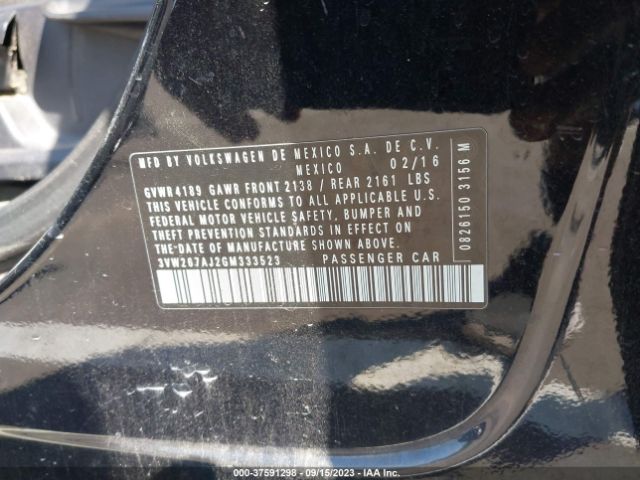 MFD BY VOLKSWAGEN DE MEXICO S.A. DE C.V.
MEXICO 02/16
GVWR4189 GAWR FRONT 2138 / REAR 2161 LBS
THIS VEHICLE CONFORMS TO ALL APPLICABLE U.S.
FEDERAL MOTOR VEHICLE SAFETY, BUMPER AND
THEFT PREVENTION STANDARDS IN EFFECT ON
THE DATE OF MANUFACTURE SHOWN ABOVE.
3VW267AJ2GM333523 PASSENGER CAR
0826150 3156 M
000-37591298 - 09/15/2023 - IAA Inc.